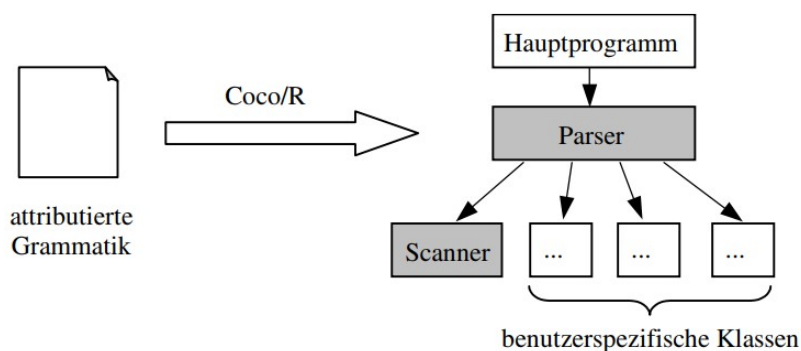 Hauptprogramm
Coco/R
Parser
attributierte
Grammatik
Scanner
...
...
...
benutzerspezifische Klassen